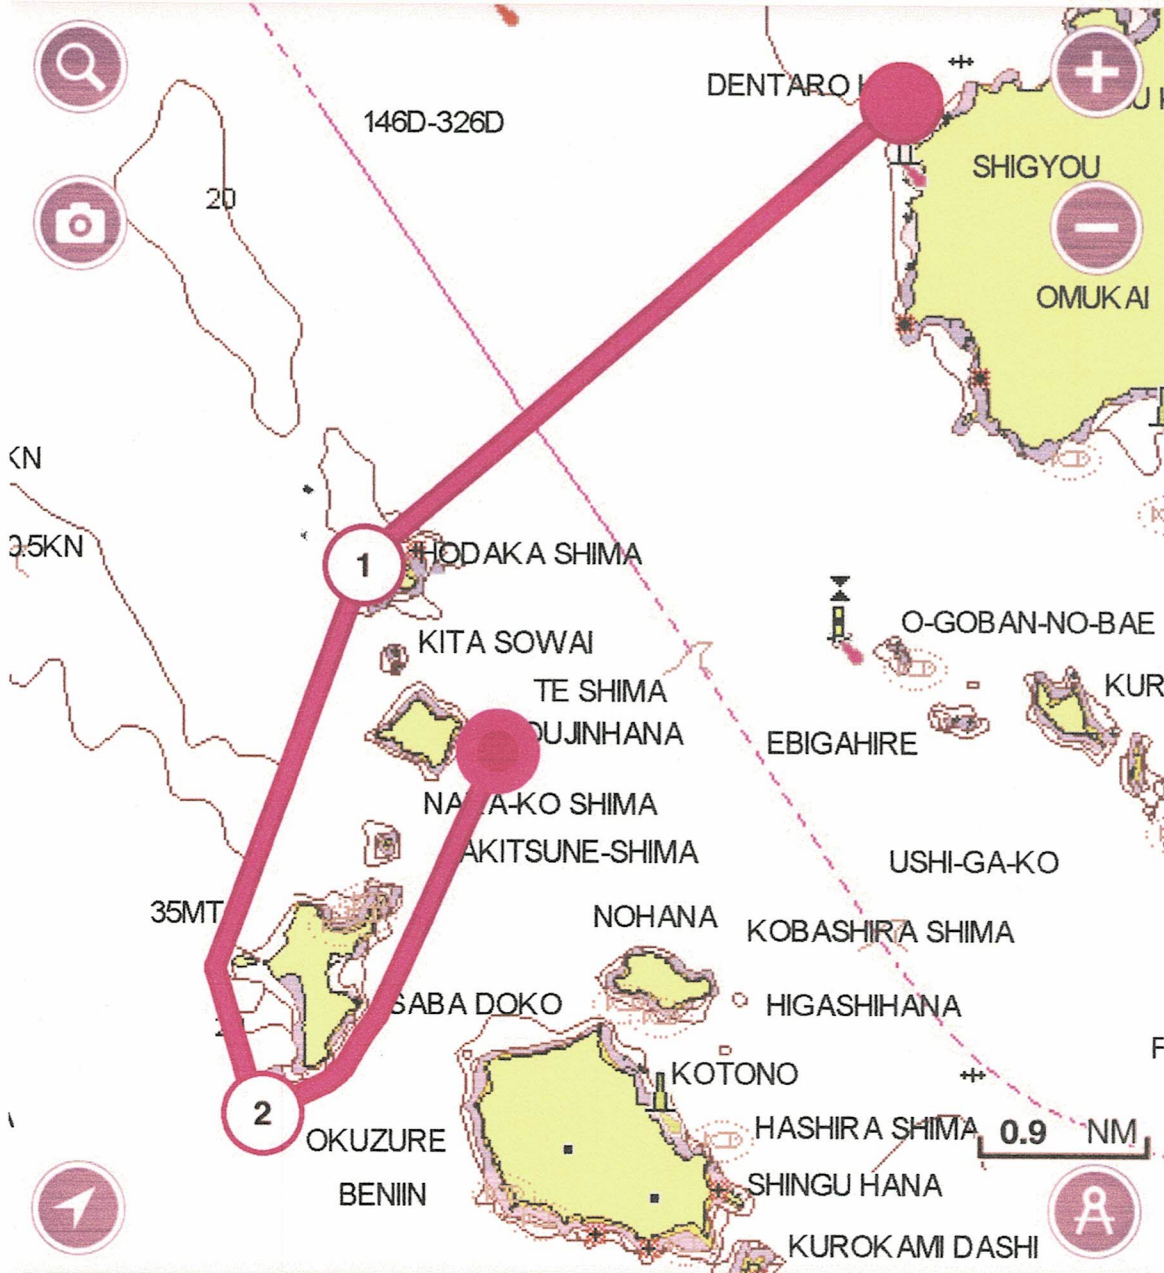 DENTARO
146D-326D
SHIGYOU
20
OMUKAI
KN
0.5KN
1
HODAKA SHIMA
O-GOBAN-NO-BAE
KITA SOWAI
TE SHIMA
KUR
OUJINHANA
EBIGAHIRE
NAKA-KO SHIMA
AKITSUNE-SHIMA
USHI-GA-KO
35MT
NOHANA
KOBASHIRA SHIMA
SABA DOKO
HIGASHIHANA
KOTONO
2
OKUZURE
HASHIRA SHIMA
0.9 NM
BENIIN
SHINGU HANA
KUROKAMI DASHI